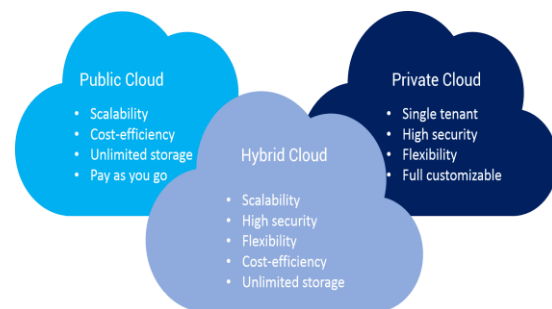 Public Cloud
• Scalability
• Cost-efficiency
• Unlimited storage
• Pay as you go
Private Cloud
• Single tenant
• High security
• Flexibility
• Full customizable
Hybrid Cloud
• Scalability
• High security
• Flexibility
• Cost-efficiency
• Unlimited storage